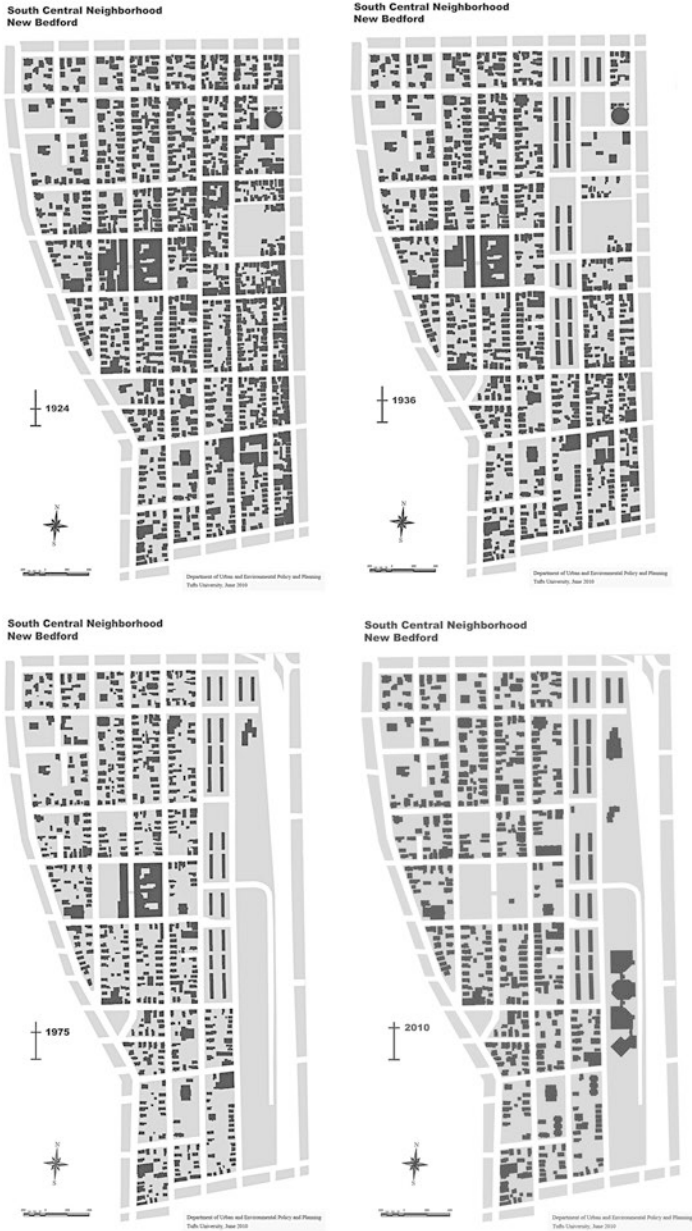 South Central Neighborhood
New Bedford
1924
N
Department of Urban and Environmental Policy and Planning
Tufts University, June 2010
South Central Neighborhood
New Bedford
1936
N
Department of Urban and Environmental Policy and Planning
Tufts University, June 2010
South Central Neighborhood
New Bedford
1975
N
Department of Urban and Environmental Policy and Planning
Tufts University, June 2010
South Central Neighborhood
New Bedford
2010
N
Department of Urban and Environmental Policy and Planning
Tufts University, June 2010